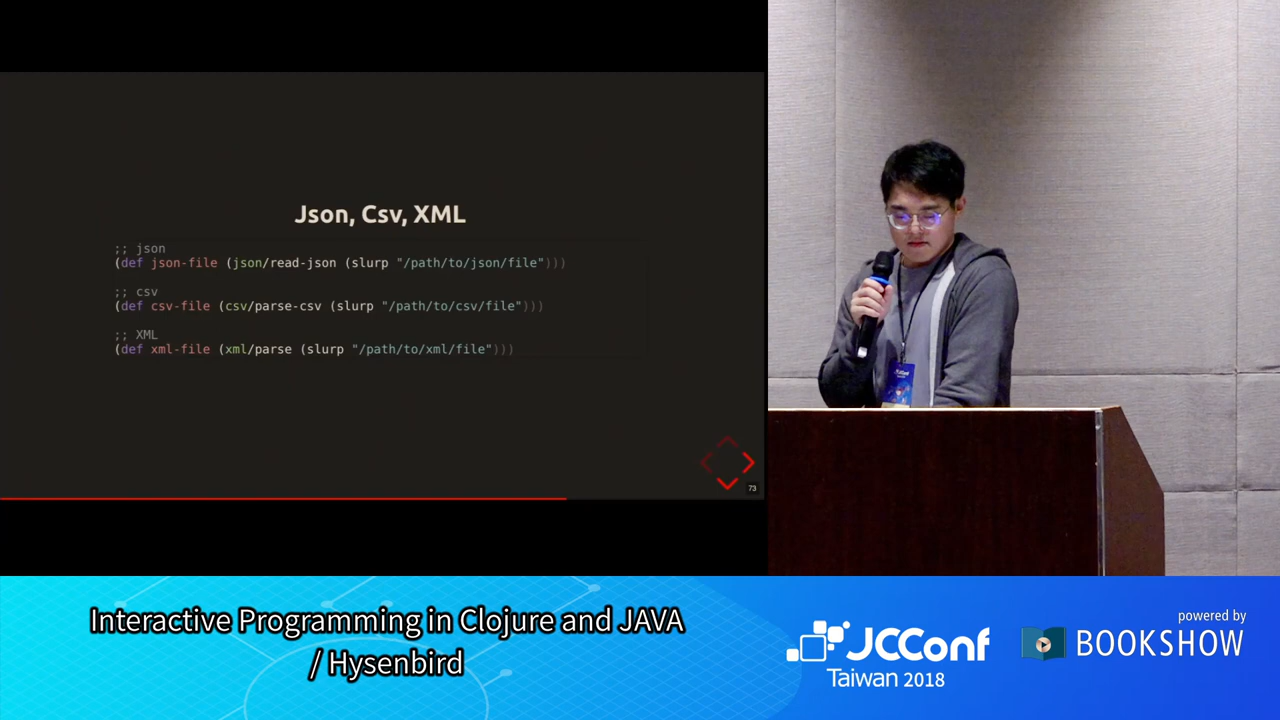 Json, Csv, XML
;; json
(def json-file (json/read-json (slurp "/path/to/json/file")))
;; csv
(def csv-file (csv/parse-csv (slurp "/path/to/csv/file")))
;; XML
(def xml-file (xml/parse (slurp "/path/to/xml/file")))
73
Interactive Programming in Clojure and JAVA
/ Hysenbird
JCConf
Taiwan 2018
powered by
BOOKSHOW